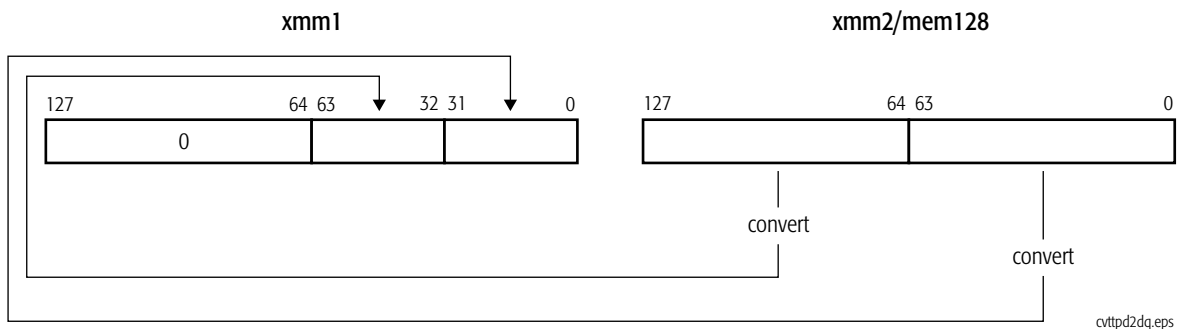 xmm1 xmm2/mem128
127 64 63 32 31 0 127 64 63 0
0
convert
convert
cvttpd2dq.eps